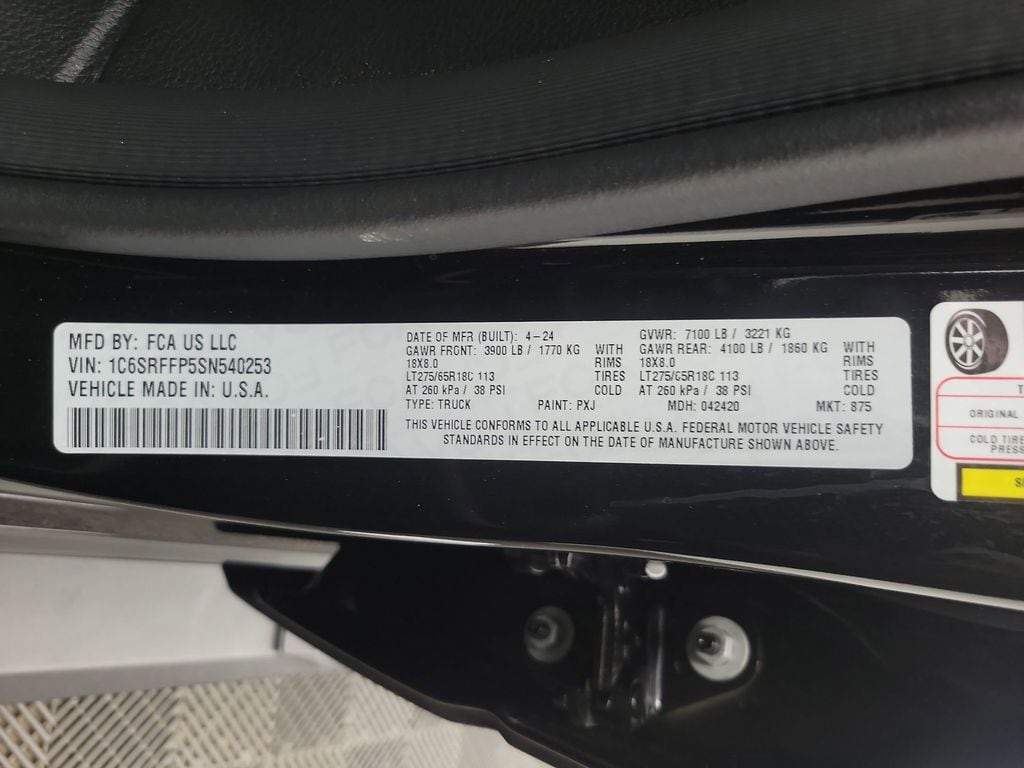 MFD BY: FCA US LLC
VIN: 1C6SRFFP5SN540253
VEHICLE MADE IN: U.S.A.
DATE OF MFR (BUILT): 4-24
GAWR FRONT: 3900 LB / 1770 KG WITH
18X8.0 RIMS
LT275/65R18C 113 TIRES
AT 260 kPa / 38 PSI COLD
TYPE: TRUCK PAINT: PXJ
GVWR: 7100 LB / 3221 KG
GAWR REAR: 4100 LB / 1860 KG WITH
18X8.0 RIMS
LT275/65R18C 113 TIRES
AT 260 kPa / 38 PSI COLD
MDH: 042420 MKT: 875
THIS VEHICLE CONFORMS TO ALL APPLICABLE U.S.A. FEDERAL MOTOR VEHICLE SAFETY
STANDARDS IN EFFECT ON THE DATE OF MANUFACTURE SHOWN ABOVE.
ORIGINAL
COLD TIRE
PRESS